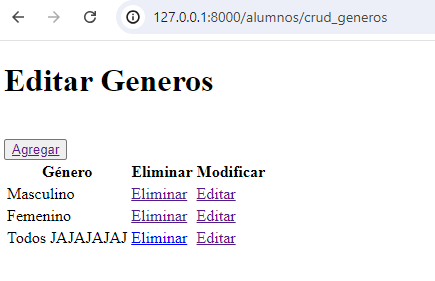 127.0.0.1:8000/alumnos/crud_generos
Editar Generos
Agregar
Género Eliminar Modificar
Masculino Eliminar Editar
Femenino Eliminar Editar
Todos JAJAJAJAJ Eliminar Editar